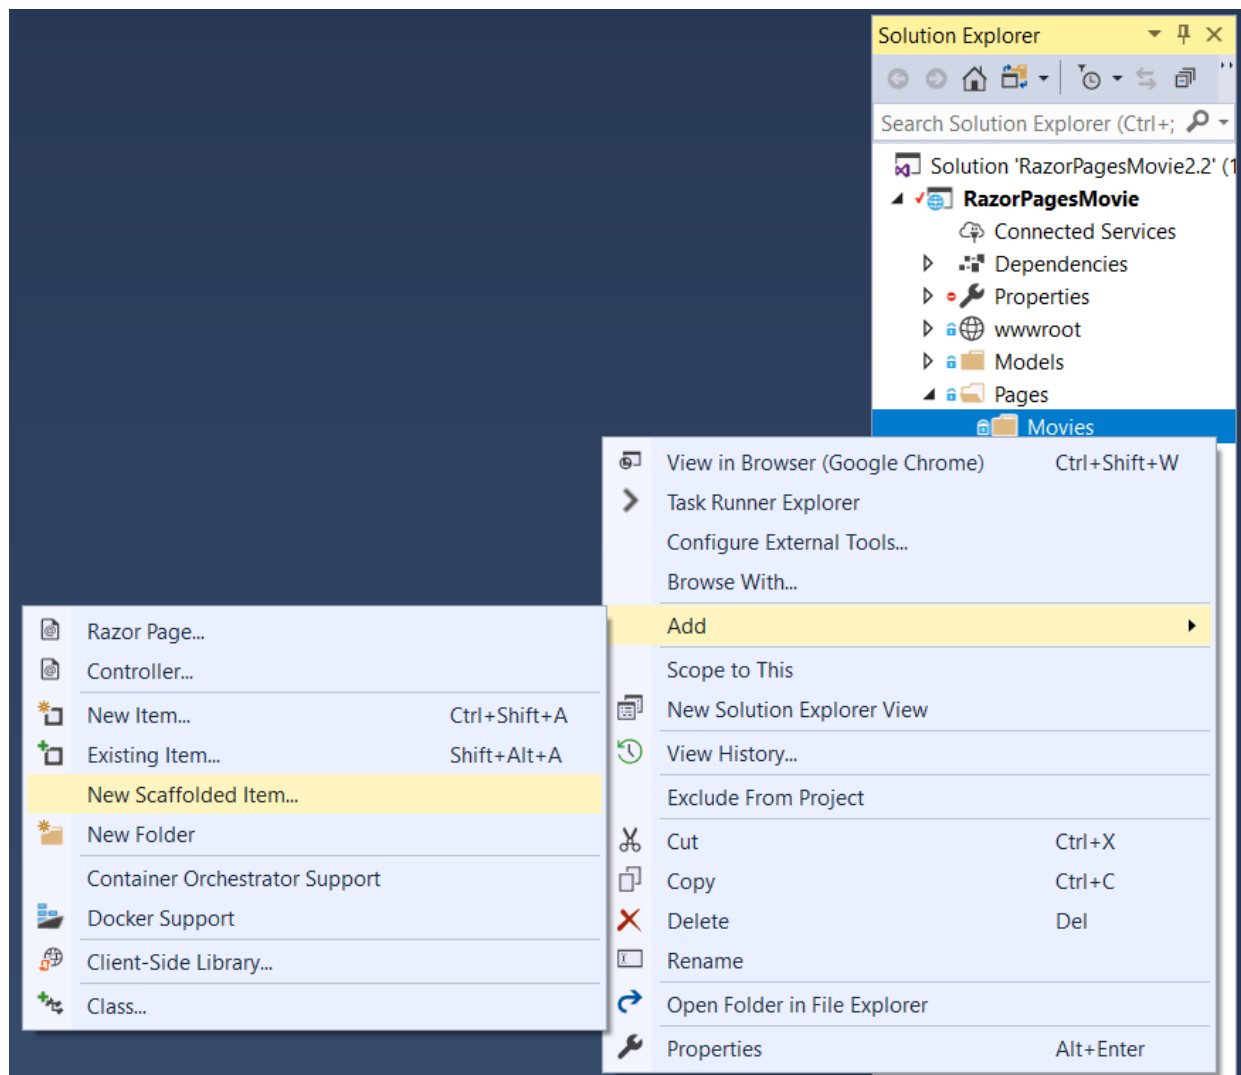 Solution Explorer
Search Solution Explorer (Ctrl+;
Solution 'RazorPagesMovie2.2' (1
RazorPagesMovie
Connected Services
Dependencies
Properties
wwwroot
Models
Pages
Movies
View in Browser (Google Chrome) Ctrl+Shift+W
Task Runner Explorer
Configure External Tools...
Browse With...
Add
Scope to This
New Solution Explorer View
View History...
Exclude From Project
Cut Ctrl+X
Copy Ctrl+C
Delete Del
Rename
Open Folder in File Explorer
Properties Alt+Enter
Razor Page...
Controller...
New Item... Ctrl+Shift+A
Existing Item... Shift+Alt+A
New Scaffolded Item...
New Folder
Container Orchestrator Support
Docker Support
Client-Side Library...
Class...